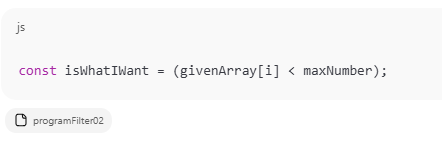 js
const isWhatIWant = (givenArray[i] < maxNumber);
programFilter02